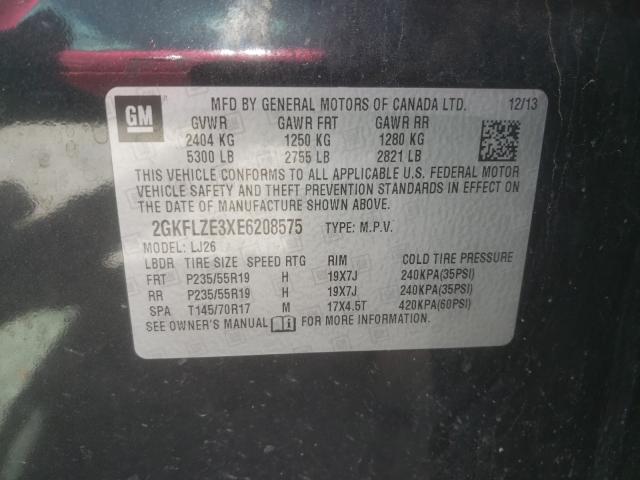 GM
MFD BY GENERAL MOTORS OF CANADA LTD. 12/13
GVWR GAWR FRT GAWR RR
2404 KG 1250 KG 1280 KG
5300 LB 2755 LB 2821 LB
THIS VEHICLE CONFORMS TO ALL APPLICABLE U.S. FEDERAL MOTOR
VEHICLE SAFETY AND THEFT PREVENTION STANDARDS IN EFFECT ON
THE DATE OF MANUFACTURE SHOWN ABOVE.
2GKFLZE3XE6208575 TYPE: M.P.V.
MODEL: LJ26
LBDR TIRE SIZE SPEED RTG RIM COLD TIRE PRESSURE
FRT P235/55R19 H 19X7J 240KPA(35PSI)
RR P235/55R19 H 19X7J 240KPA(35PSI)
SPA T145/70R17 M 17X4.5T 420KPA(60PSI)
SEE OWNER'S MANUAL FOR MORE INFORMATION.